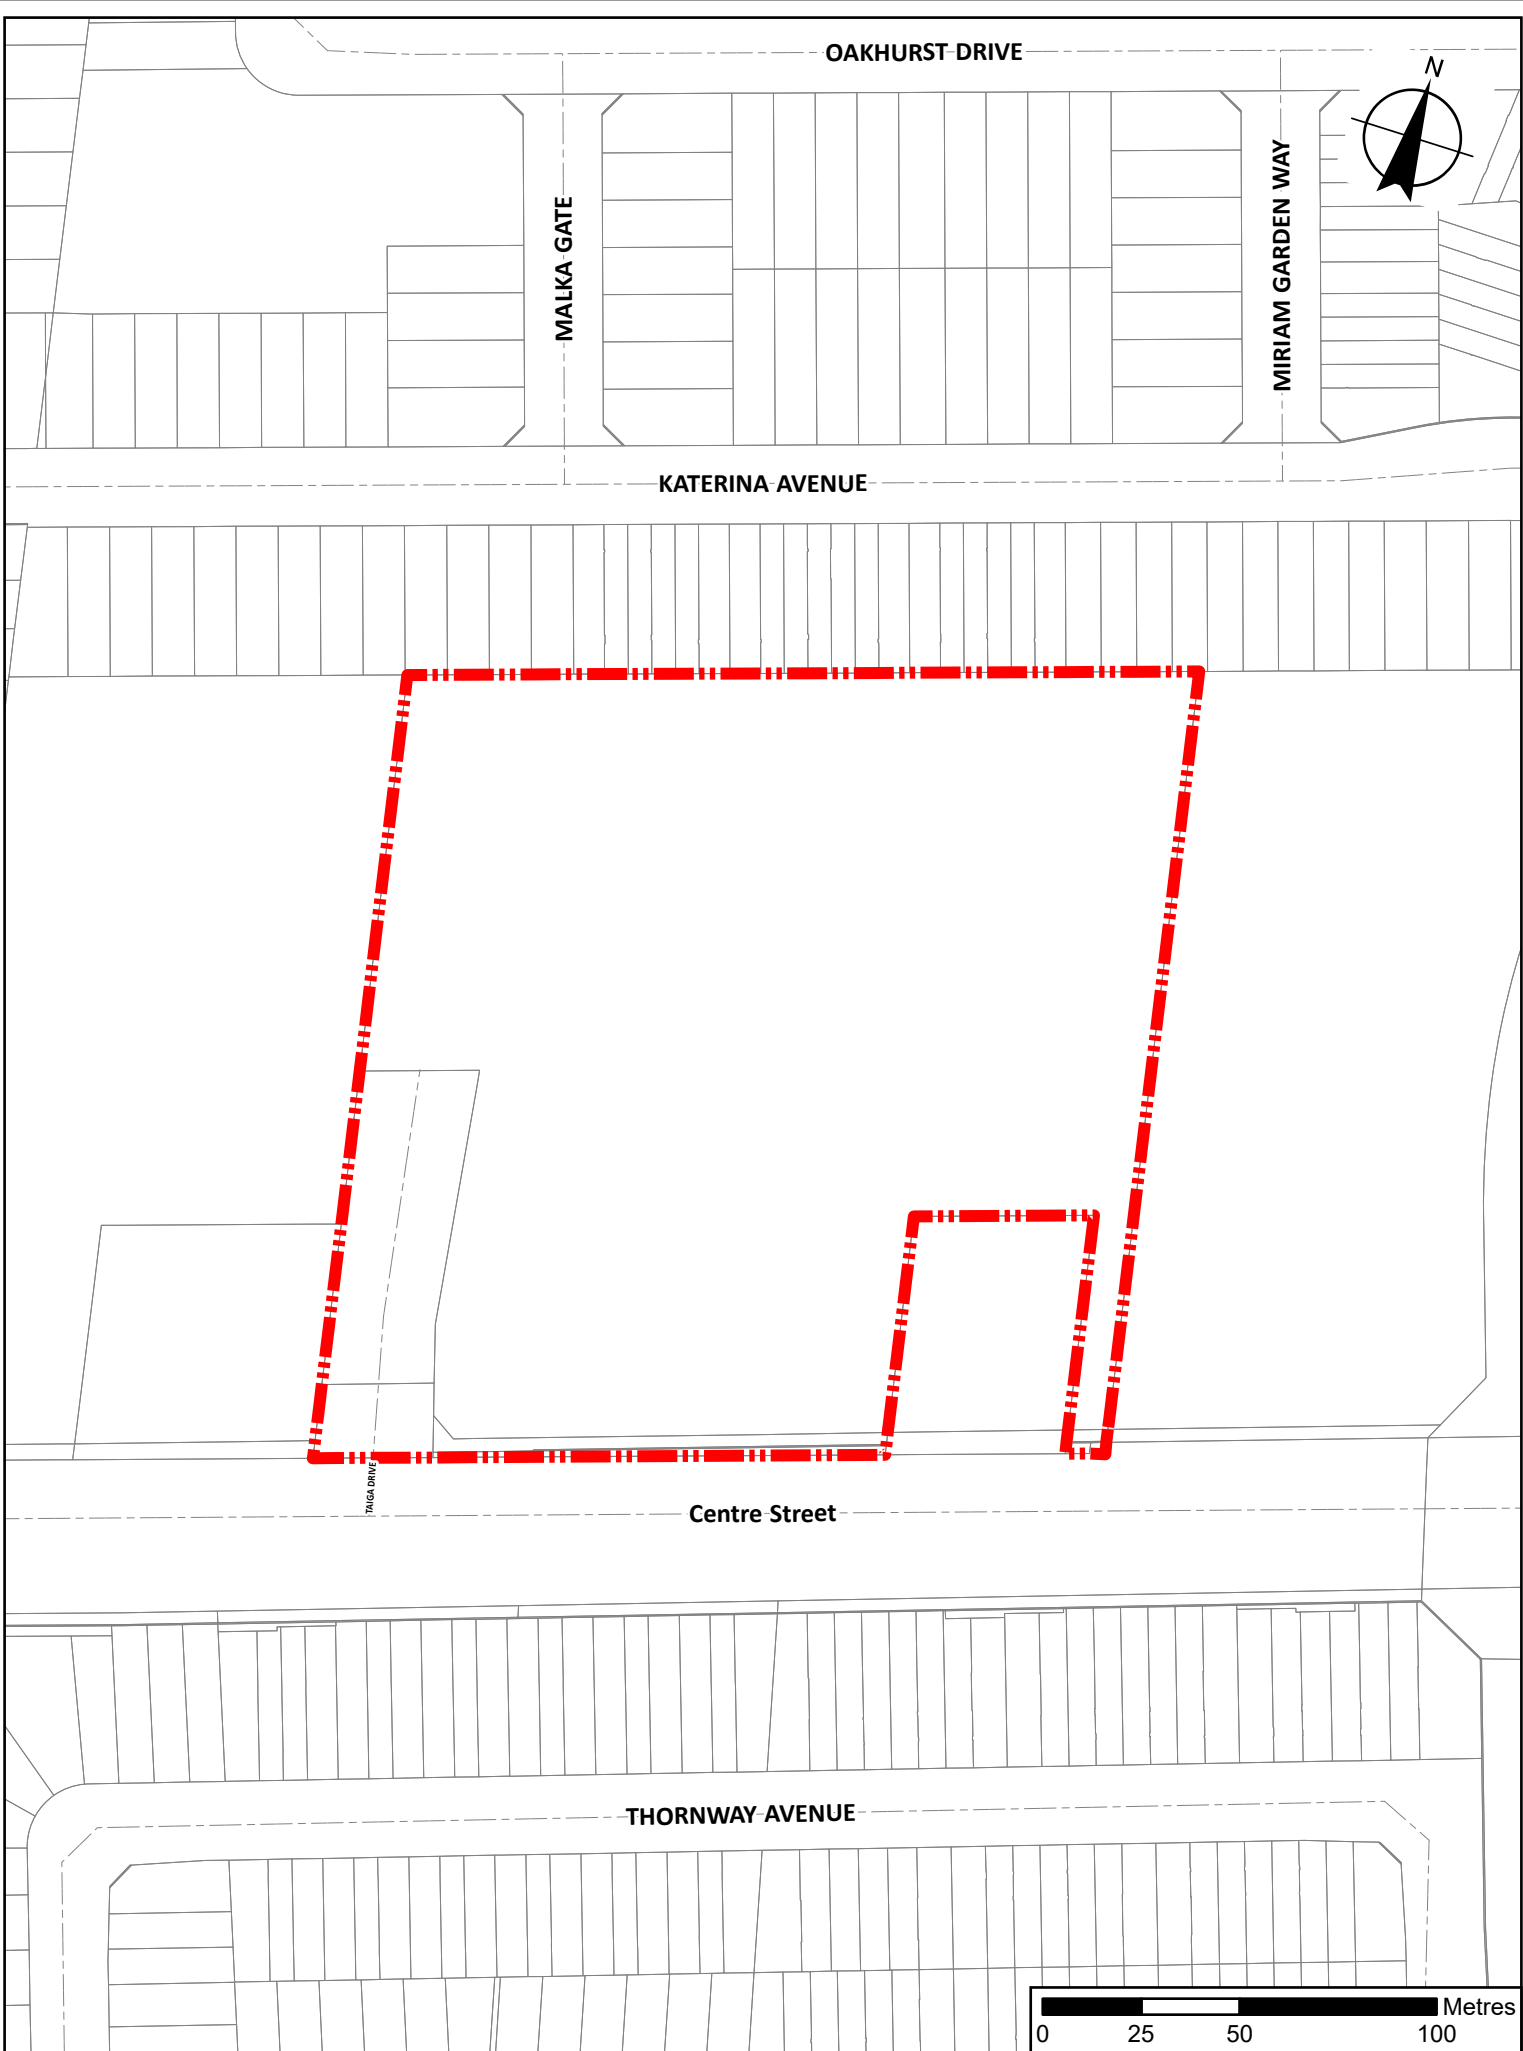 OAKHURST DRIVE
N
MALKA GATE
MIRIAM GARDEN WAY
KATERINA AVENUE
TAIGA DRIVE
Centre Street
THORNWAY AVENUE
Metres
0 25 50 100